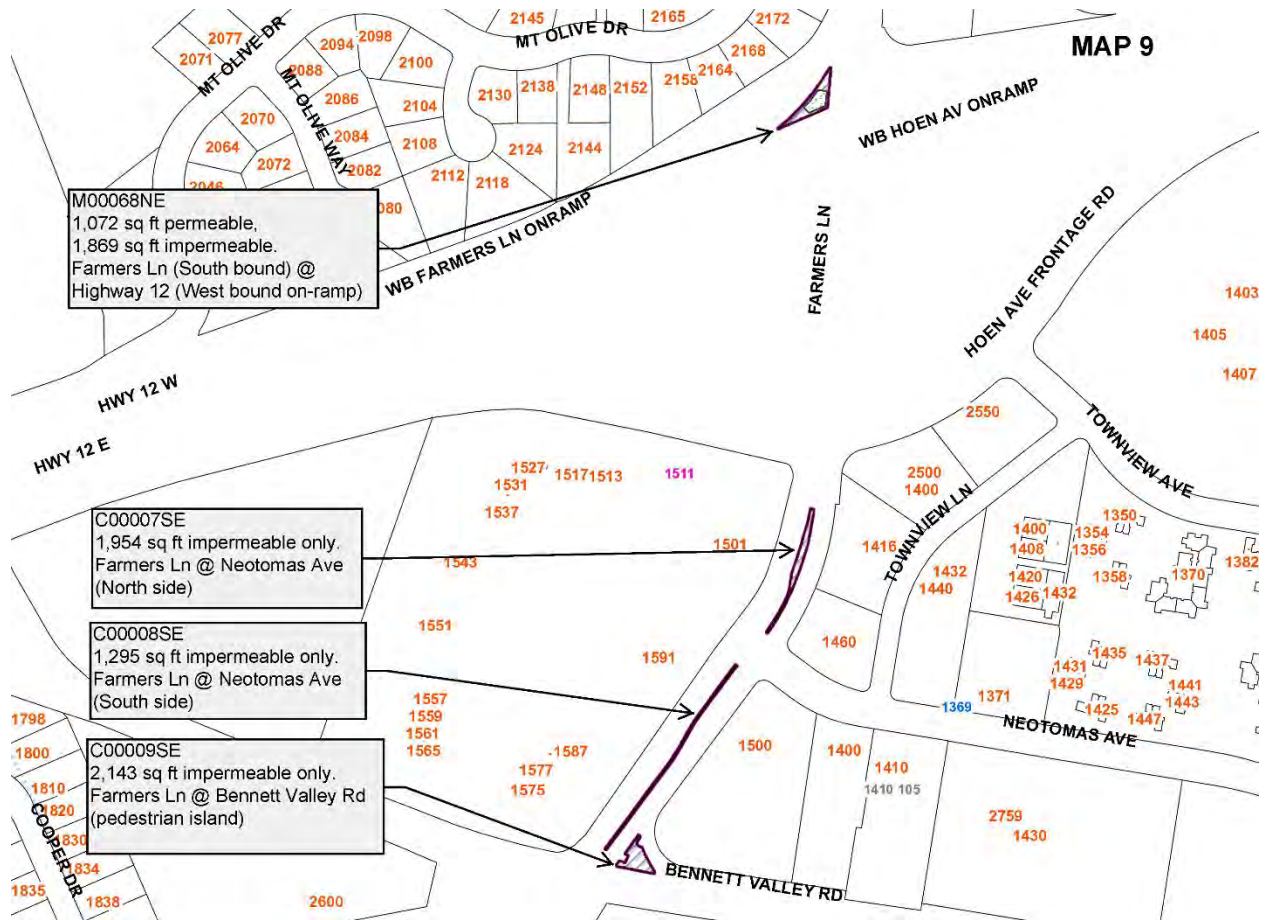 MAP 9
2145
2165
2172
2098
2077
2094
MT OLIVE DR
2168
2071
MT OLIVE DR
2100
2164
2088
2158
2138
2148
2152
2130
2086
2104
MT OLIVE WAY
2070
WB HOEN AV ONRAMP
2084
2064
2108
2124
2144
2072
2082
2112
2118
2046
080
M00068NE
1,072 sq ft permeable,
1,869 sq ft impermeable.
Farmers Ln (South bound) @
Highway 12 (West bound on-ramp)
WB FARMERS LN ONRAMP
FARMERS LN
HOEN AVE FRONTAGE RD
1403
1405
1407
HWY 12 W
HWY 12 E
2550
TOWNVIEW AVE
1527
1531
1517
1513
1511
1537
2500
1400
TOWNVIEW LN
C00007SE
1,954 sq ft impermeable only.
Farmers Ln @ Neotomas Ave
(North side)
1543
1501
1416
1432
1440
1400
1408
1420
1426
1432
1354
1356
1350
1358
1370
1382
C00008SE
1,295 sq ft impermeable only.
Farmers Ln @ Neotomas Ave
(South side)
1551
1591
1460
1435
1431
1429
1437
1441
1443
1425
1447
1369
1371
NEOTOMAS AVE
1557
1559
1561
1565
1587
1577
1575
1500
1400
1410
1410 105
C00009SE
2,143 sq ft impermeable only.
Farmers Ln @ Bennett Valley Rd
(pedestrian island)
1798
1800
1810
1820
1830
1834
1835
1838
COOPER DR
2600
2759
1430
BENNETT VALLEY RD